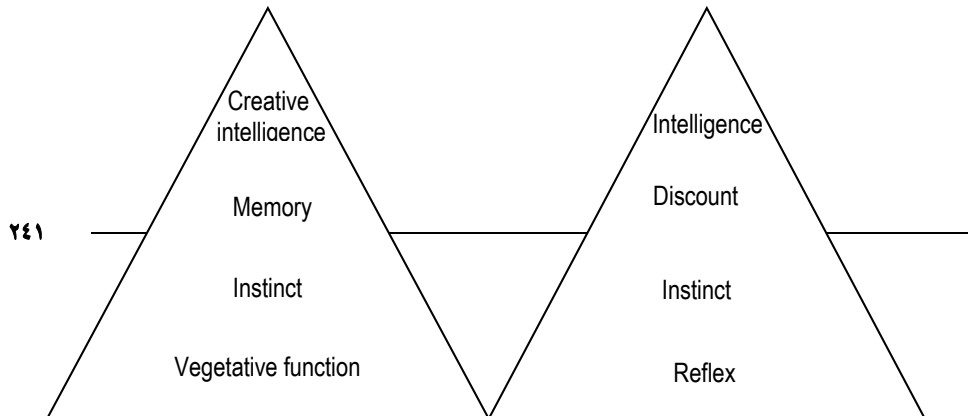 Creative
intelligence
Memory
Instinct
Vegetative function
Intelligence
Discount
Instinct
Reflex
٢٤١